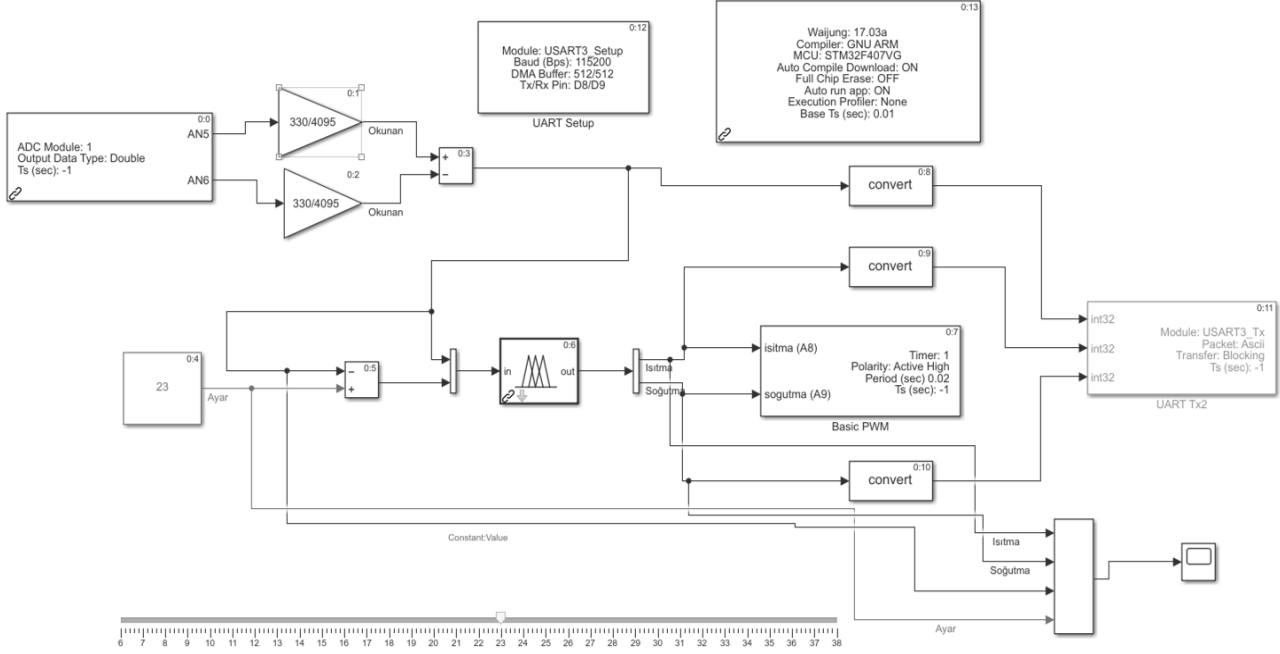 0:13
Waijung: 17.03a
Compiler: GNU ARM
MCU: STM32F407VG
Auto Compile Download: ON
Full Chip Erase: OFF
Auto run app: ON
Execution Profiler: None
Base Ts (sec): 0.01
0:12
Module: USART3_Setup
Baud (Bps): 115200
DMA Buffer: 512/512
Tx/Rx Pin: D8/D9
UART Setup
0:0
AN5
ADC Module: 1
Output Data Type: Double
Ts (sec): -1
AN6
0:1
330/4095
Okunan
0:2
330/4095
Okunan
0:3
+
−
0:8
convert
0:9
convert
0:4
23
Ayar
0:5
−
+
0:6
in
out
Isıtma
Soğutma
0:7
isitma (A8)
Timer: 1
Polarity: Active High
Period (sec) 0.02
Ts (sec): -1
sogutma (A9)
Basic PWM
0:11
int32
int32
int32
Module: USART3_Tx
Packet: Ascii
Transfer: Blocking
Ts (sec): -1
UART Tx2
0:10
convert
Constant:Value
Isıtma
Soğutma
Ayar
6 7 8 9 10 11 12 13 14 15 16 17 18 19 20 21 22 23 24 25 26 27 28 29 30 31 32 33 34 35 36 37 38